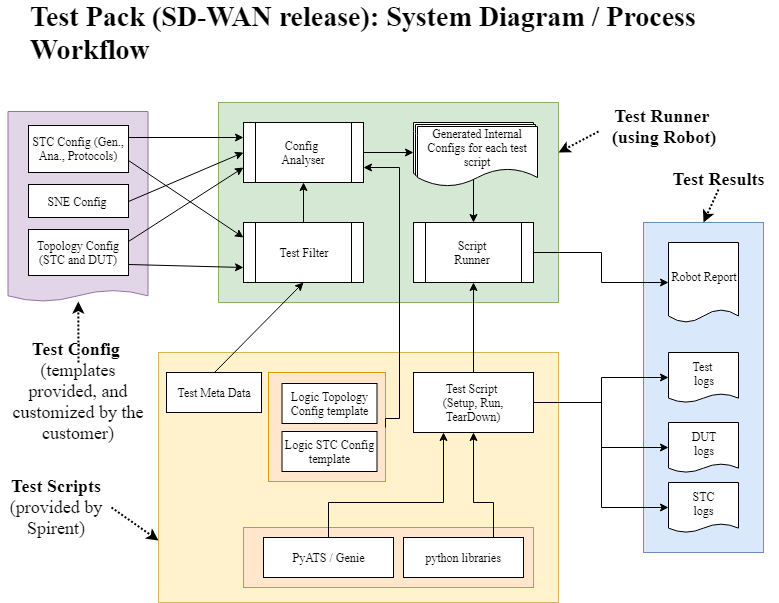 Test Pack (SD-WAN release): System Diagram / Process
Workflow
STC Config (Gen.,
Ana., Protocols)
SNE Config
Topology Config
(STC and DUT)
Config
Analyser
Generated Internal
Configs for each test
script
Test Filter
Script
Runner
Test Runner
(using Robot)
Test Results
Robot Report
Test
logs
DUT
logs
STC
logs
Test Config
(templates
provided, and
customized by the
customer)
Test Meta Data
Logic Topology
Config template
Logic STC Config
template
Test Script
(Setup, Run,
TearDown)
Test Scripts
(provided by
Spirent)
PyATS / Genie
python libraries